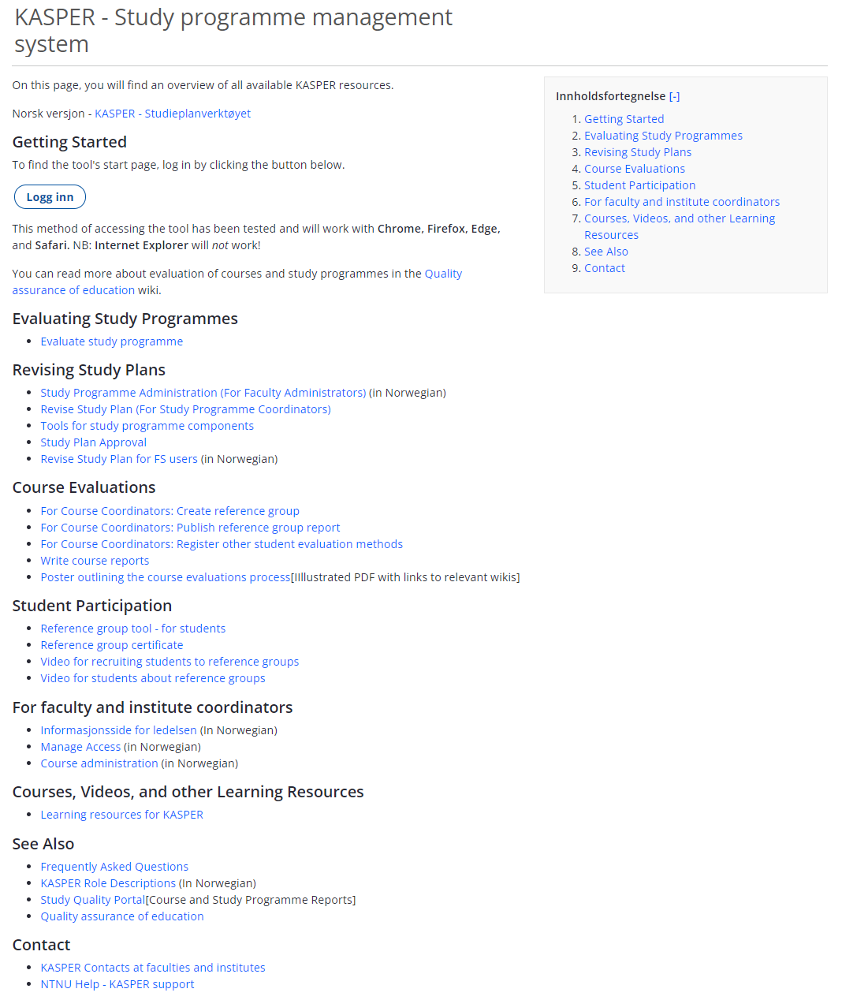 KASPER - Study programme management
system
On this page, you will find an overview of all available KASPER resources.
Norsk versjon - KASPER - Studieplanverktøyet
Getting Started
To find the tool's start page, log in by clicking the button below.
Logg inn
This method of accessing the tool has been tested and will work with Chrome, Firefox, Edge,
and Safari. NB: Internet Explorer will not work!
You can read more about evaluation of courses and study programmes in the Quality
assurance of education wiki.
Innholdsfortegnelse [-]
1. Getting Started
2. Evaluating Study Programmes
3. Revising Study Plans
4. Course Evaluations
5. Student Participation
6. For faculty and institute coordinators
7. Courses, Videos, and other Learning
Resources
8. See Also
9. Contact
Evaluating Study Programmes
• Evaluate study programme
Revising Study Plans
• Study Programme Administration (For Faculty Administrators) (in Norwegian)
• Revise Study Plan (For Study Programme Coordinators)
• Tools for study programme components
• Study Plan Approval
• Revise Study Plan for FS users (in Norwegian)
Course Evaluations
• For Course Coordinators: Create reference group
• For Course Coordinators: Publish reference group report
• For Course Coordinators: Register other student evaluation methods
• Write course reports
• Poster outlining the course evaluations process[IIllustrated PDF with links to relevant wikis]
Student Participation
• Reference group tool - for students
• Reference group certificate
• Video for recruiting students to reference groups
• Video for students about reference groups
For faculty and institute coordinators
• Informasjonsside for ledelsen (In Norwegian)
• Manage Access (in Norwegian)
• Course administration (in Norwegian)
Courses, Videos, and other Learning Resources
• Learning resources for KASPER
See Also
• Frequently Asked Questions
• KASPER Role Descriptions (In Norwegian)
• Study Quality Portal[Course and Study Programme Reports]
• Quality assurance of education
Contact
• KASPER Contacts at faculties and institutes
• NTNU Help - KASPER support